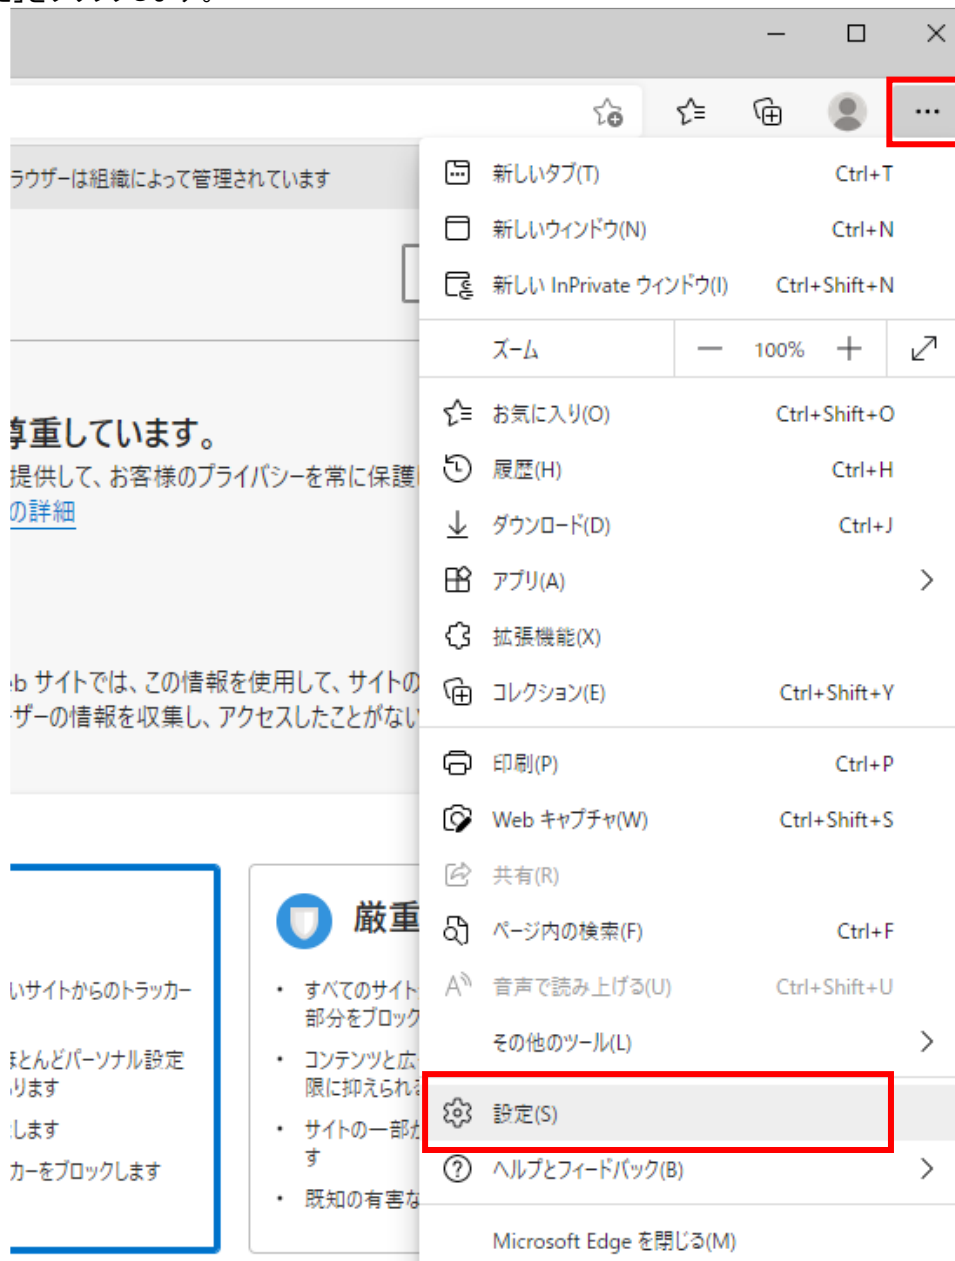 をクリックします。
ラウザーは組織によって管理されています
新しいタブ(T) Ctrl+T
新しいウィンドウ(N) Ctrl+N
新しい InPrivate ウィンドウ(I) Ctrl+Shift+N
ズーム 100%
お気に入り(O) Ctrl+Shift+O
履歴(H) Ctrl+H
ダウンロード(D) Ctrl+J
アプリ(A)
拡張機能(X)
コレクション(E) Ctrl+Shift+Y
印刷(P) Ctrl+P
Web キャプチャ(W) Ctrl+Shift+S
共有(R)
ページ内の検索(F) Ctrl+F
音声で読み上げる(U) Ctrl+Shift+U
その他のツール(L)
設定(S)
ヘルプとフィードバック(B)
Microsoft Edge を閉じる(M)
尊重しています。
提供して、お客様のプライバシーを常に保護
の詳細
eb サイトでは、この情報を使用して、サイトの
ーザーの情報を収集し、アクセスしたことがない
いサイトからのトラッカー
ほとんどパーソナル設定
あります
します
カーをブロックします
厳重
・ すべてのサイト
部分をブロック
・ コンテンツと広
限に抑えられる
・ サイトの一部が
す
・ 既知の有害な